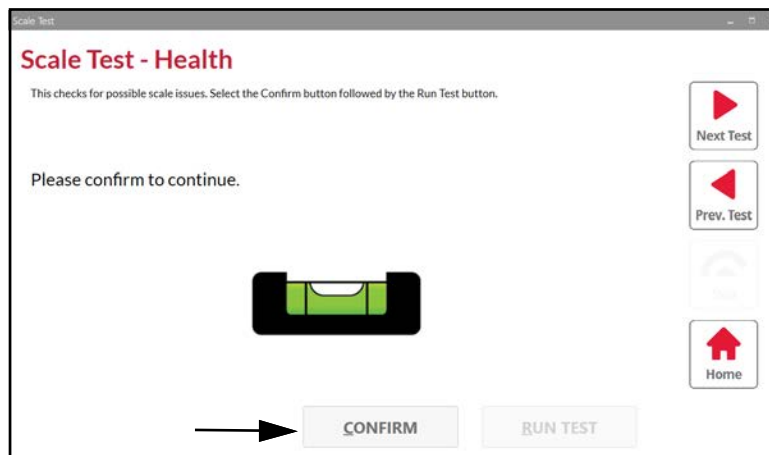 Scale Test
Scale Test - Health
This checks for possible scale issues. Select the Confirm button followed by the Run Test button.
Next Test
Please confirm to continue.
Prev. Test
Home
CONFIRM
RUN TEST